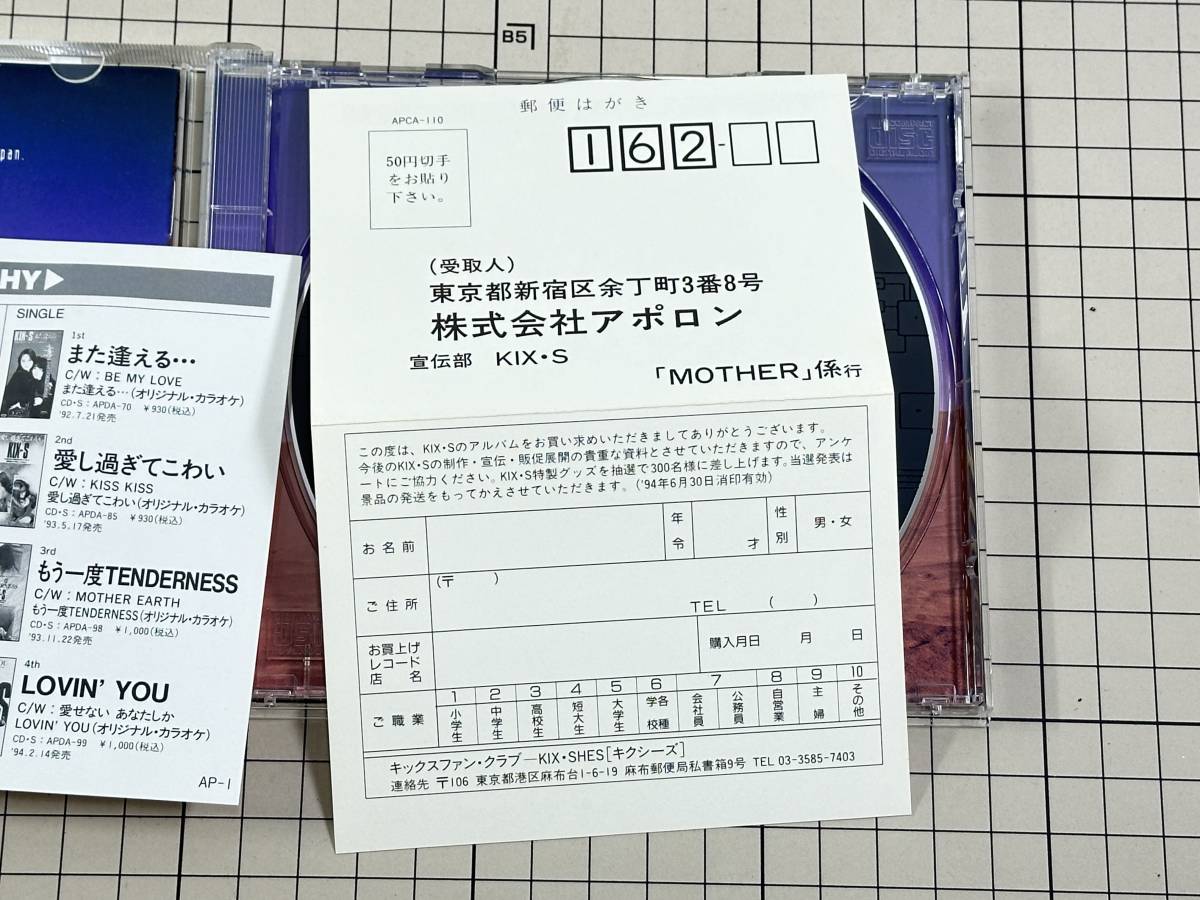 B5
pan.
COMPACT
disc
DIGITAL AUDIO
HY▶
SINGLE
1st
また逢える…
C/W：BE MY LOVE
また逢える…(オリジナル・カラオケ)
CD・S：APDA-70 ￥930(税込)
'92.7.21発売
2nd
愛し過ぎてこわい
C/W：KISS KISS
愛し過ぎてこわい(オリジナル・カラオケ)
CD・S：APDA-85 ￥930(税込)
'93.5.17発売
3rd
もう一度TENDERNESS
C/W：MOTHER EARTH
もう一度TENDERNESS(オリジナル・カラオケ)
CD・S：APDA-98 ￥1,000(税込)
'93.11.22発売
4th
LOVIN' YOU
C/W：愛せない あなたしか
LOVIN' YOU(オリジナル・カラオケ)
CD・S：APDA-99 ￥1,000(税込)
'94.2.14発売
AP-1
郵便はがき
APCA-110
50円切手
をお貼り
下さい。
162-
(受取人)
東京都新宿区余丁町3番8号
株式会社アポロン
宣伝部 KIX・S
「MOTHER」係行
この度は、KIX・Sのアルバムをお買い求めいただきましてありがとうございます。
今後のKIX・Sの制作・宣伝・販促展開の貴重な資料とさせていただきますので、アンケ
ートにご協力ください。KIX・S特製グッズを抽選で300名様に差し上げます。当選発表は
景品の発送をもってかえさせていただきます。('94年6月30日消印有効)
お名前
年令
才
性別
男・女
ご住所
(〒 )
TEL ( )
お買上げ
レコード
店名
購入月日 月 日
ご職業
1 2 3 4 5 6 7 8 9 10
小学生 中学生 高校生 短大生 大学生 各種学校 会社員 公務員 自営業 主婦 その他
キックスファン・クラブ―KIX・SHES[キクシーズ]
連絡先 〒106 東京都港区麻布台1-6-19 麻布郵便局私書箱9号 TEL 03-3585-7403